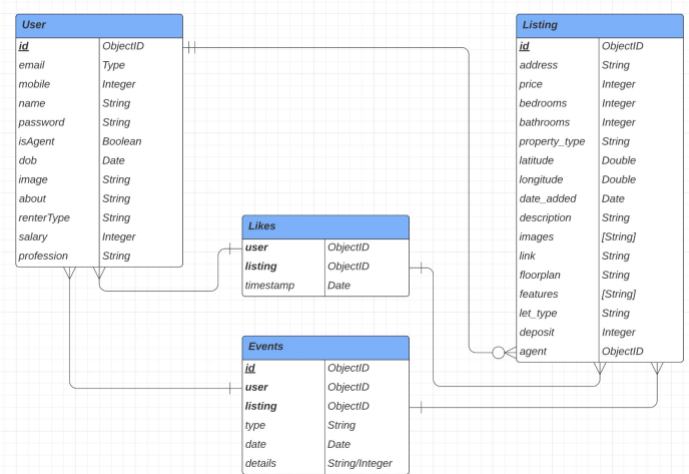 User
id ObjectID
email Type
mobile Integer
name String
password String
isAgent Boolean
dob Date
image String
about String
renterType String
salary Integer
profession String
Likes
user ObjectID
listing ObjectID
timestamp Date
Events
id ObjectID
user ObjectID
listing ObjectID
type String
date Date
details String/Integer
Listing
id ObjectID
address String
price Integer
bedrooms Integer
bathrooms Integer
property_type String
latitude Double
longitude Double
date_added Date
description String
images [String]
link String
floorplan String
features [String]
let_type String
deposit Integer
agent ObjectID